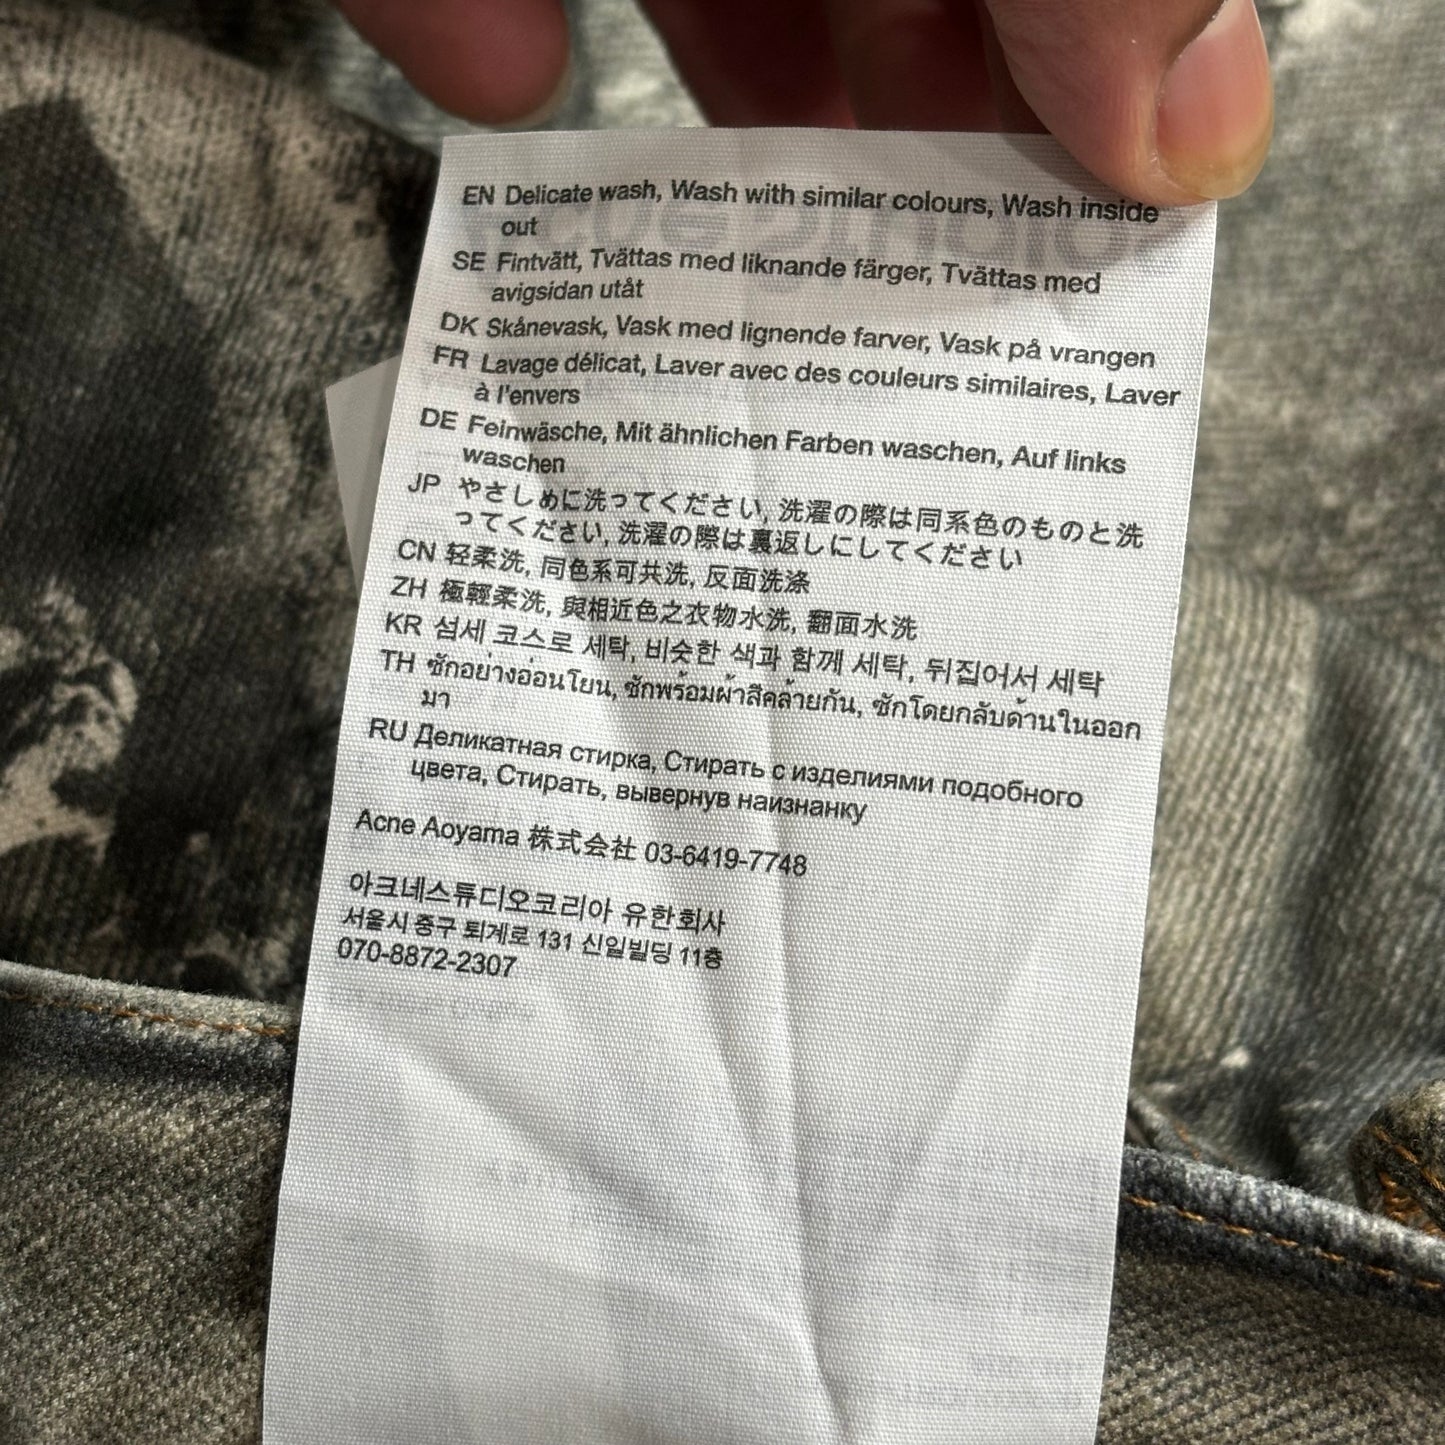 EN Delicate wash, Wash with similar colours, Wash inside
out
SE Fintvätt, Tvättas med liknande färger, Tvättas med
avigsidan utåt
DK Skånevask, Vask med lignende farver, Vask på vrangen
FR Lavage délicat, Laver avec des couleurs similaires, Laver
à l'envers
DE Feinwäsche, Mit ähnlichen Farben waschen, Auf links
waschen
JP やさしめに洗ってください, 洗濯の際は同系色のものと洗
ってください, 洗濯の際は裏返しにしてください
CN 轻柔洗, 同色系可共洗, 反面洗涤
ZH 極輕柔洗, 與相近色之衣物水洗, 翻面水洗
KR 섬세 코스로 세탁, 비슷한 색과 함께 세탁, 뒤집어서 세탁
TH ซักอย่างอ่อนโยน, ซักพร้อมผ้าสีคล้ายกัน, ซักโดยกลับด้านในออก
มา
RU Деликатная стирка, Стирать с изделиями подобного
цвета, Стирать, вывернув наизнанку
Acne Aoyama 株式会社 03-6419-7748
아크네스튜디오코리아 유한회사
서울시 중구 퇴계로 131 신일빌딩 11층
070-8872-2307